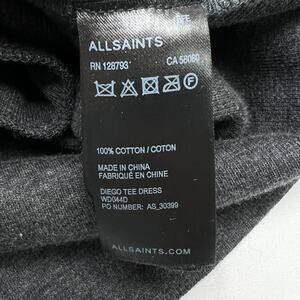 ALLSAINTS
RN 128793
CA 58060
F
100% COTTON / COTON
MADE IN CHINA
FABRIQUÉ EN CHINE
DIEGO TEE DRESS
WD044D
PO NUMBER: AS_30399
ALLSAINTS.COM